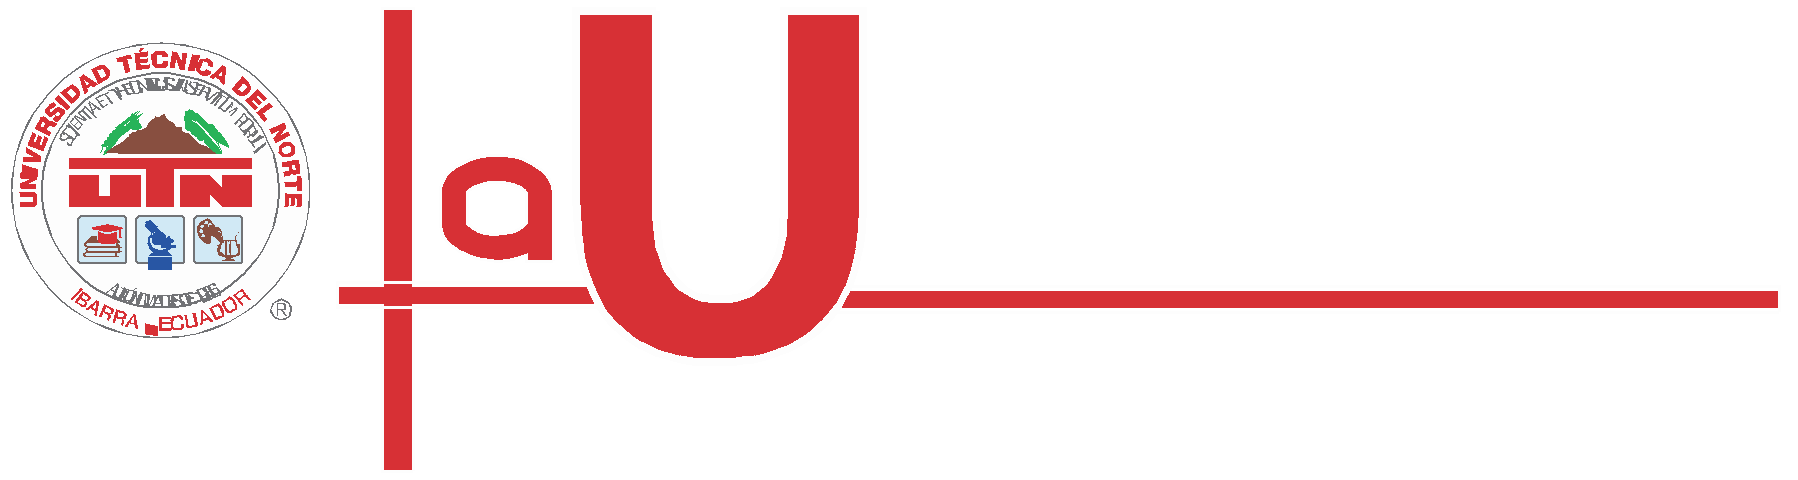 UNIVERSIDAD TÉCNICA DEL NORTE
UTN
IBARRA - ECUADOR
®
la U